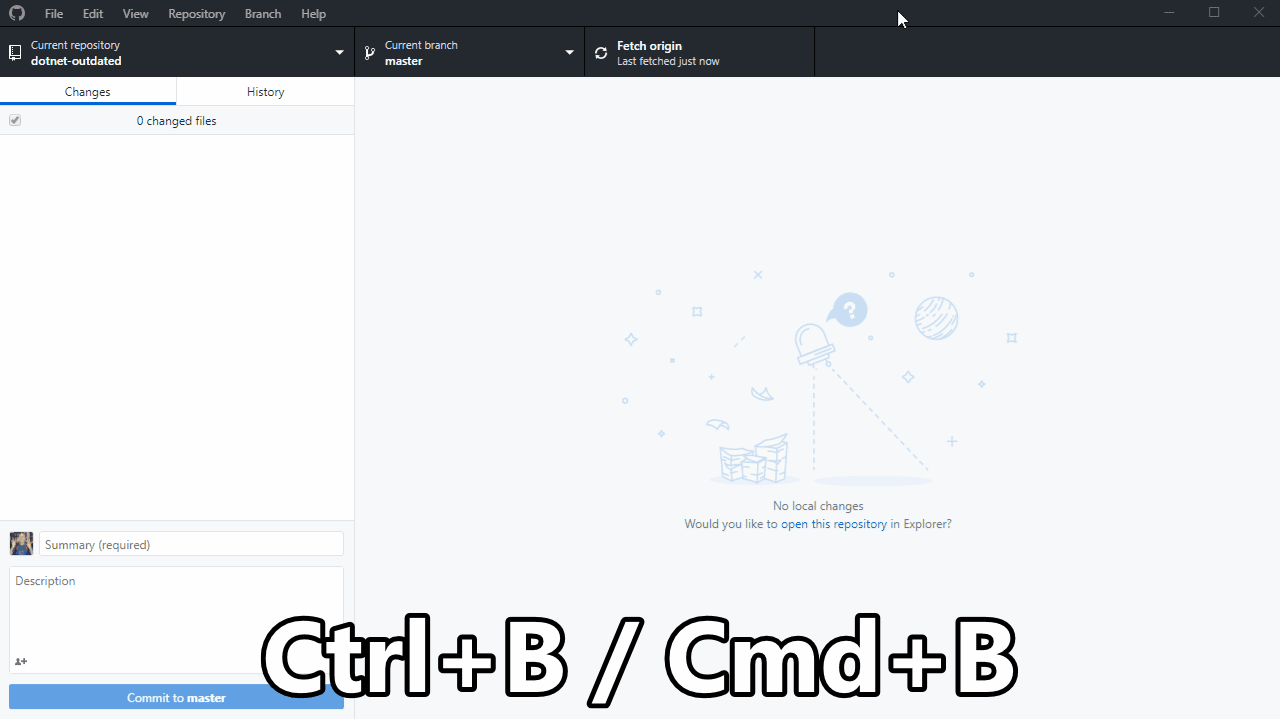 File Edit View Repository Branch Help
Current repository
dotnet-outdated
Current branch
master
Fetch origin
Last fetched just now
Changes History
0 changed files
?
No local changes
Would you like to open this repository in Explorer?
Summary (required)
Description
Commit to master
Ctrl+B / Cmd+B